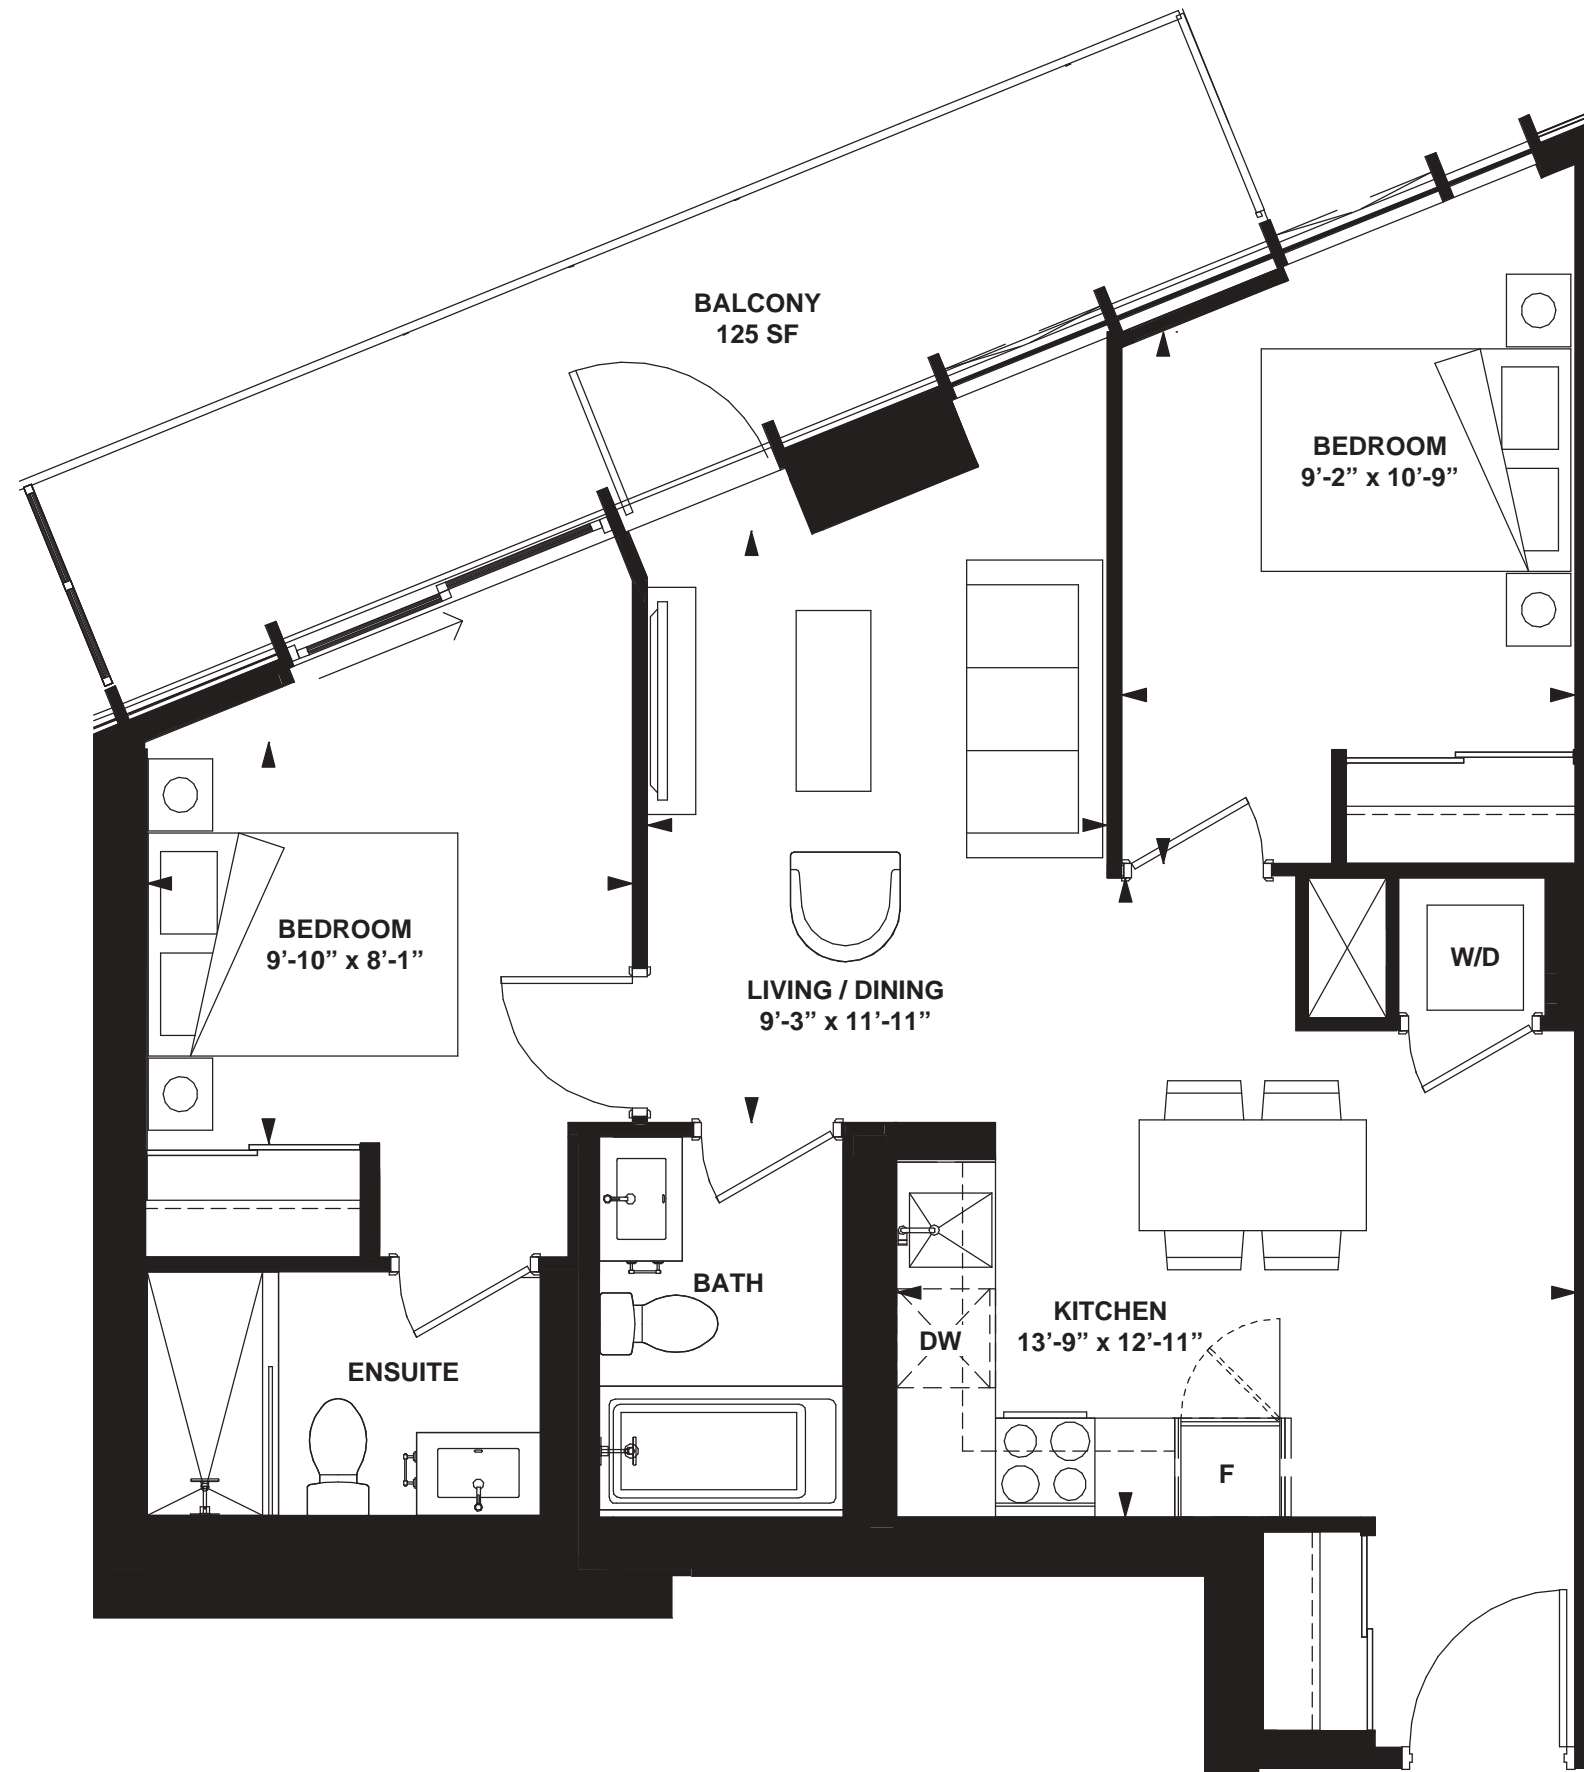 BALCONY
125 SF
BEDROOM
9’-2” x 10’-9”
BEDROOM
9’-10” x 8’-1”
W/D
LIVING / DINING
9’-3” x 11’-11”
BATH
KITCHEN
13’-9” x 12’-11”
DW
ENSUITE
F